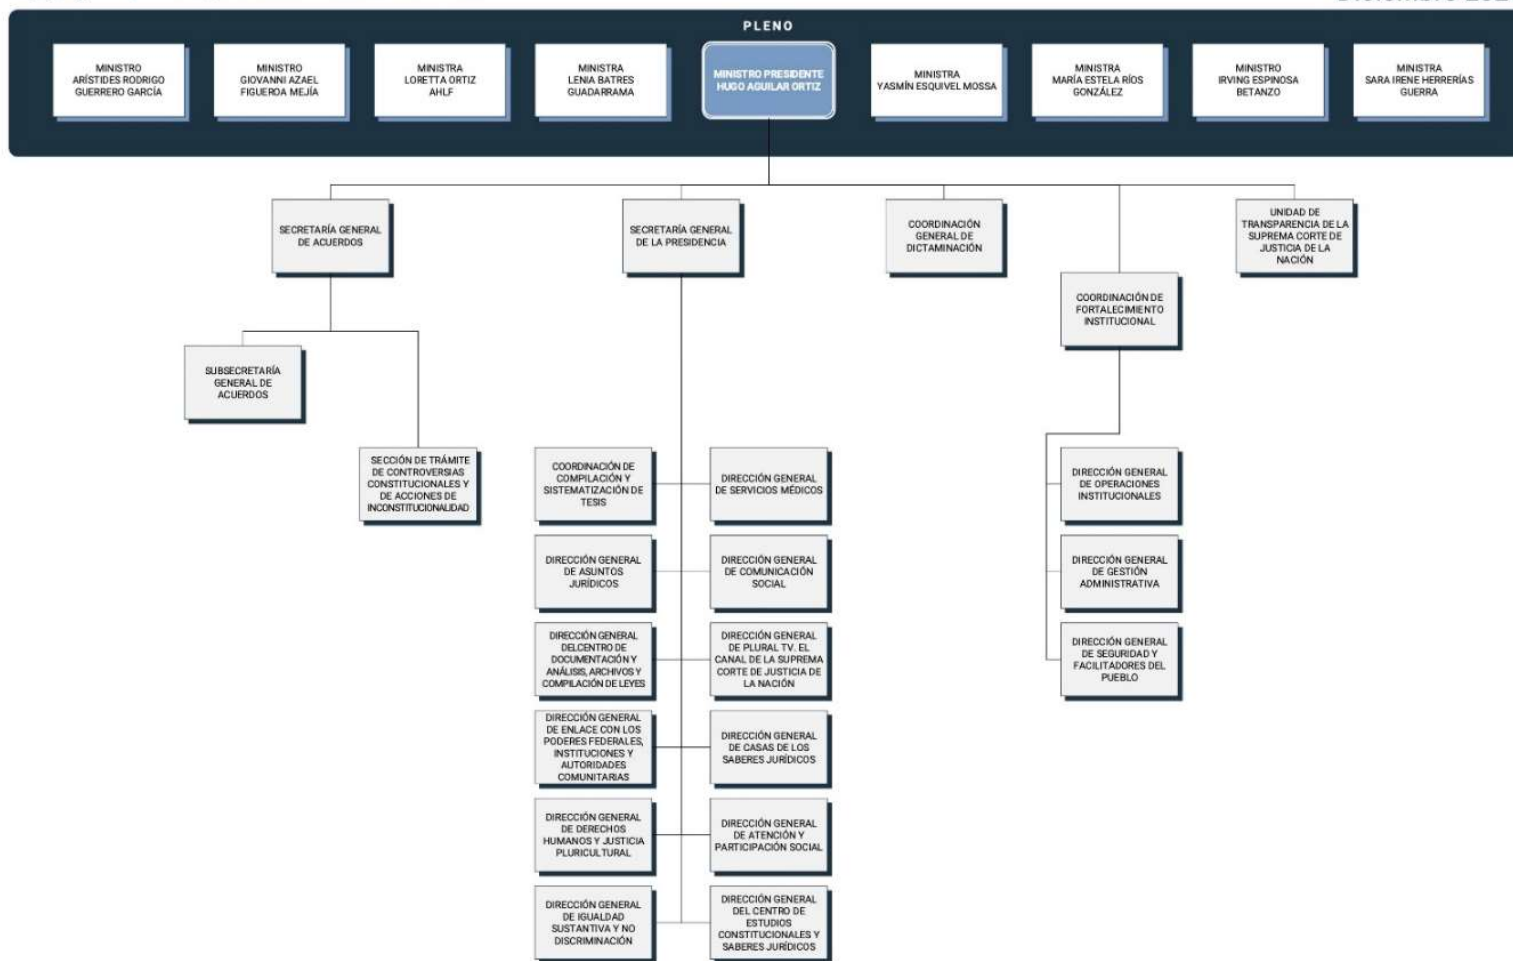 PLENO
MINISTRO
ARÍSTIDES RODRIGO
GUERRERO GARCÍA
MINISTRO
GIOVANNI AZAEL
FIGUEROA MEJÍA
MINISTRA
LORETTA ORTIZ
AHLF
MINISTRA
LENIA BATRES
GUADARRAMA
MINISTRO PRESIDENTE
HUGO AGUILAR ORTIZ
MINISTRA
YASMÍN ESQUIVEL MOSSA
MINISTRA
MARÍA ESTELA RÍOS
GONZÁLEZ
MINISTRO
IRVING ESPINOSA
BETANZO
MINISTRA
SARA IRENE HERRERÍAS
GUERRA
SECRETARÍA GENERAL
DE ACUERDOS
SECRETARÍA GENERAL
DE LA PRESIDENCIA
COORDINACIÓN
GENERAL DE
DICTAMINACIÓN
UNIDAD DE
TRANSPARENCIA DE LA
SUPREMA CORTE DE
JUSTICIA DE LA
NACIÓN
COORDINACIÓN DE
FORTALECIMIENTO
INSTITUCIONAL
SUBSECRETARÍA
GENERAL DE
ACUERDOS
SECCIÓN DE TRÁMITE
DE CONTROVERSIAS
CONSTITUCIONALES Y
DE ACCIONES DE
INCONSTITUCIONALIDAD
COORDINACIÓN DE
COMPILACIÓN Y
SISTEMATIZACIÓN DE
TESIS
DIRECCIÓN GENERAL
DE SERVICIOS MÉDICOS
DIRECCIÓN GENERAL
DE OPERACIONES
INSTITUCIONALES
DIRECCIÓN GENERAL
DE ASUNTOS
JURÍDICOS
DIRECCIÓN GENERAL
DE COMUNICACIÓN
SOCIAL
DIRECCIÓN GENERAL
DE GESTIÓN
ADMINISTRATIVA
DIRECCIÓN GENERAL
DELCENTRO DE
DOCUMENTACIÓN Y
ANÁLISIS, ARCHIVOS Y
COMPILACIÓN DE LEYES
DIRECCIÓN GENERAL
DE PLURAL TV. EL
CANAL DE LA SUPREMA
CORTE DE JUSTICIA DE
LA NACIÓN
DIRECCIÓN GENERAL
DE SEGURIDAD Y
FACILITADORES DEL
PUEBLO
DIRECCIÓN GENERAL
DE ENLACE CON LOS
PODERES FEDERALES,
INSTITUCIONES Y
AUTORIDADES
COMUNITARIAS
DIRECCIÓN GENERAL
DE CASAS DE LOS
SABERES JURÍDICOS
DIRECCIÓN GENERAL
DE DERECHOS
HUMANOS Y JUSTICIA
PLURICULTURAL
DIRECCIÓN GENERAL
DE ATENCIÓN Y
PARTICIPACIÓN SOCIAL
DIRECCIÓN GENERAL
DE IGUALDAD
SUSTANTIVA Y NO
DISCRIMINACIÓN
DIRECCIÓN GENERAL
DEL CENTRO DE
ESTUDIOS
CONSTITUCIONALES Y
SABERES JURÍDICOS